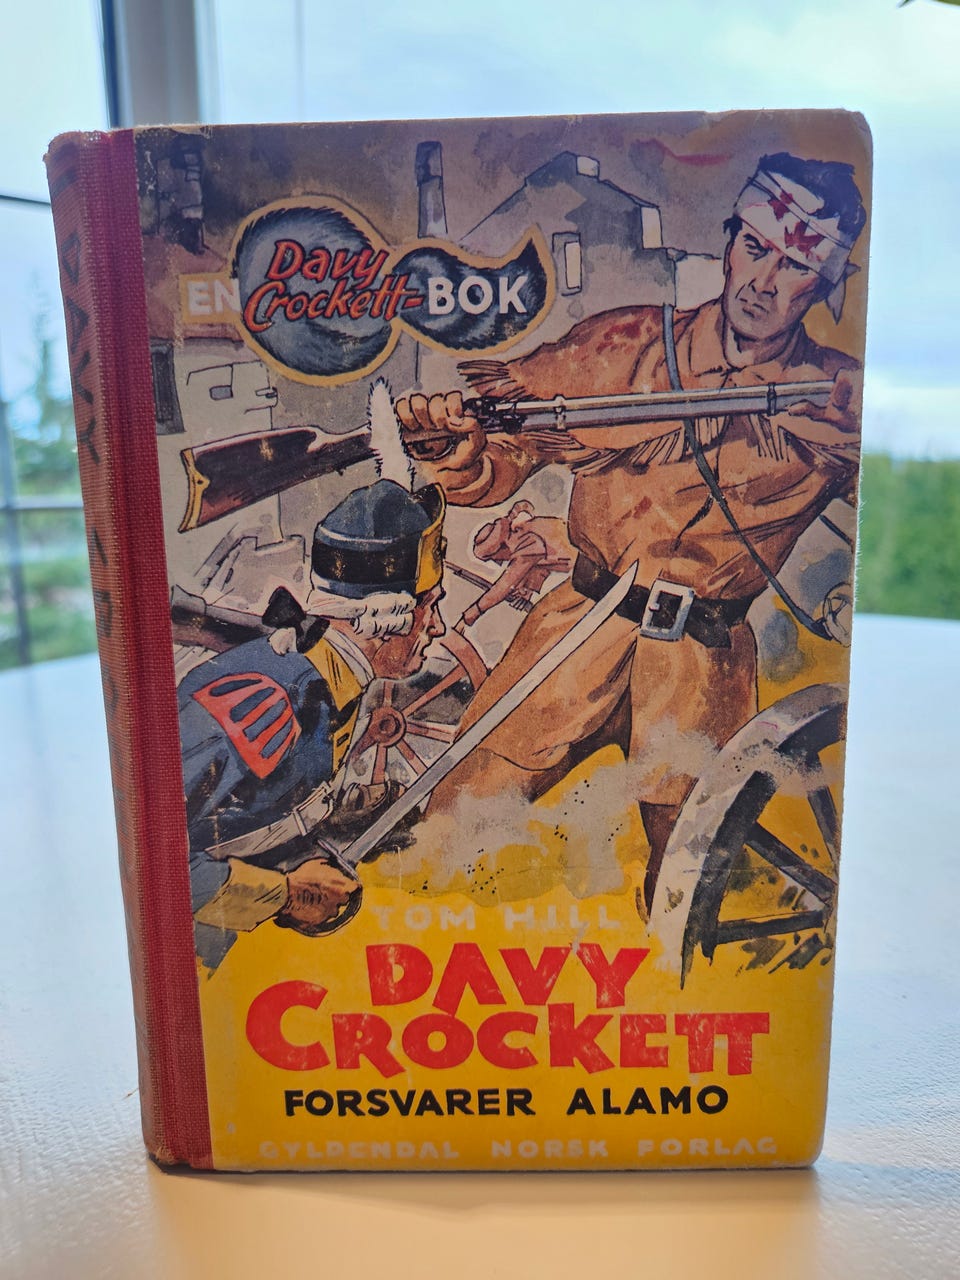 EN Davy Crockett-BOK
TOM HILL
DAVY
CROCKETT
FORSVARER ALAMO
GYLDENDAL NORSK FORLAG